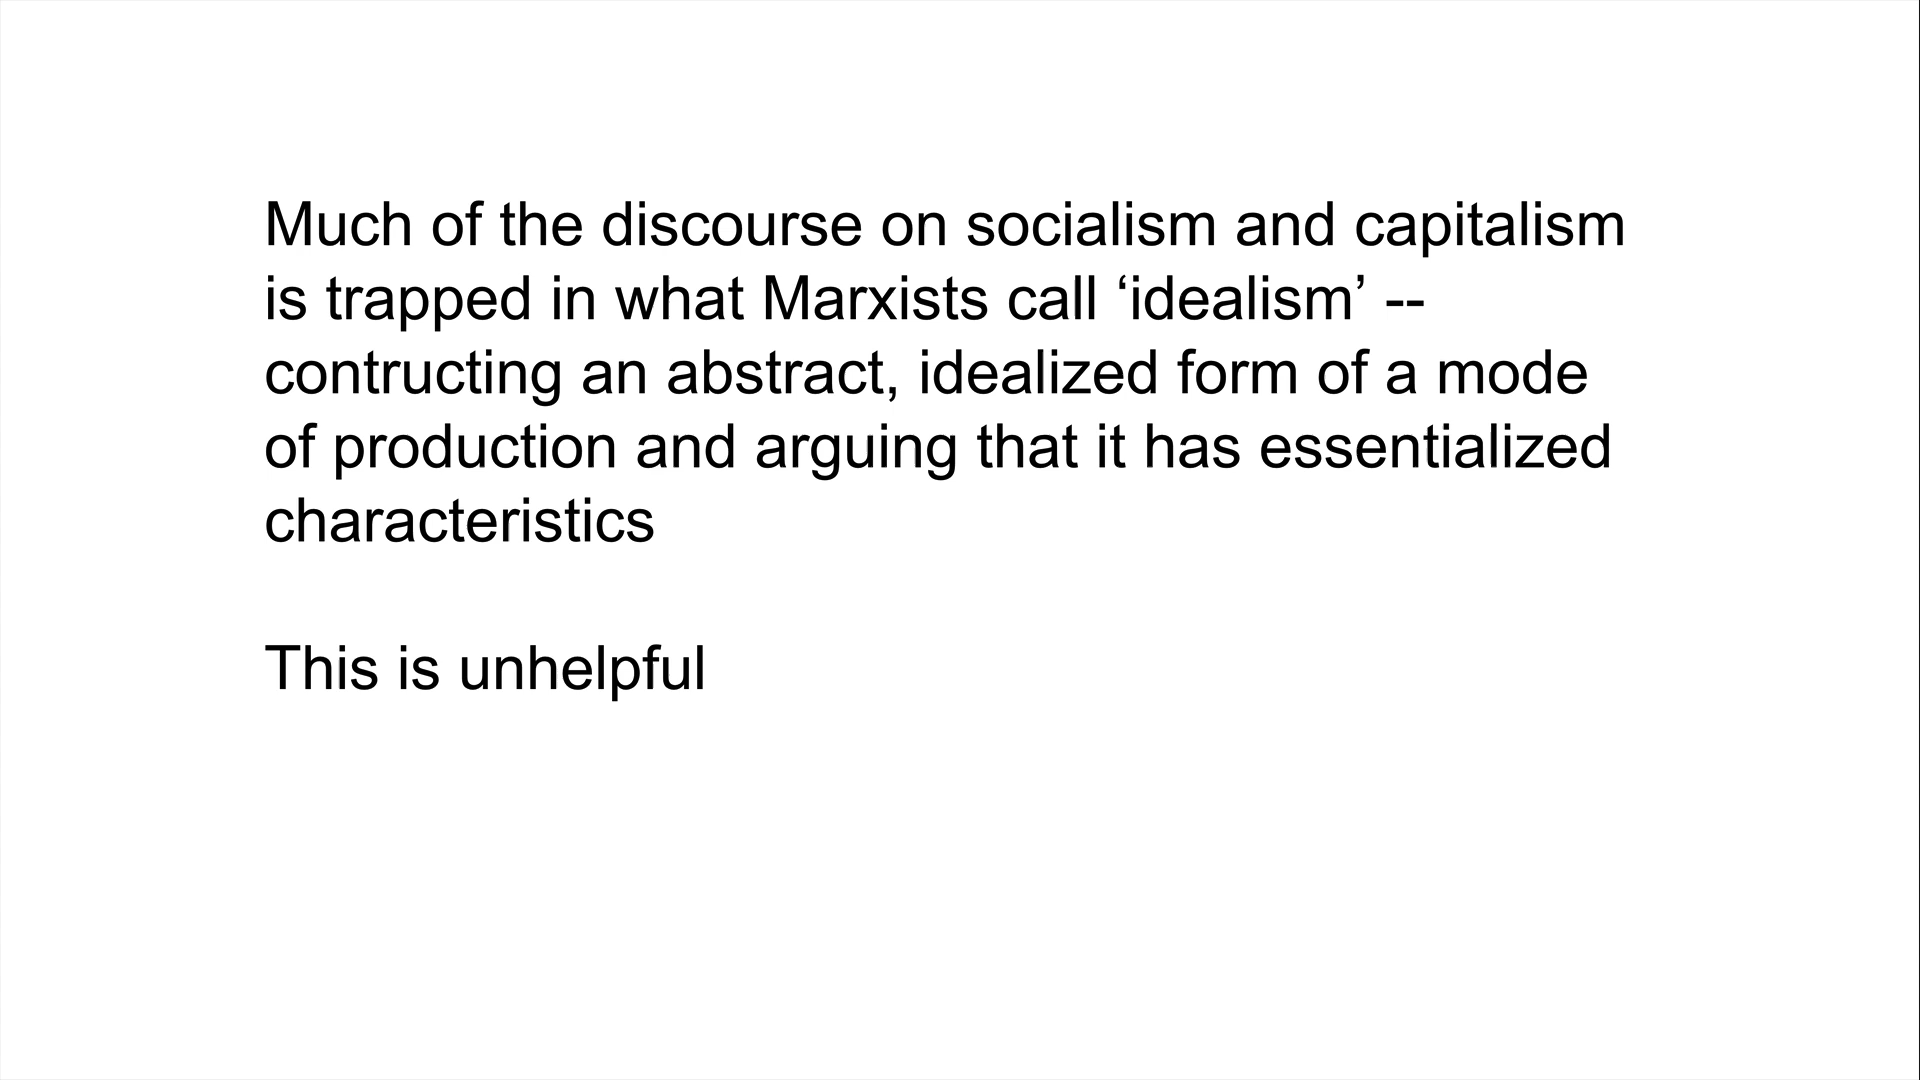 Much of the discourse on socialism and capitalism
is trapped in what Marxists call ‘idealism’ --
contructing an abstract, idealized form of a mode
of production and arguing that it has essentialized
characteristics
This is unhelpful